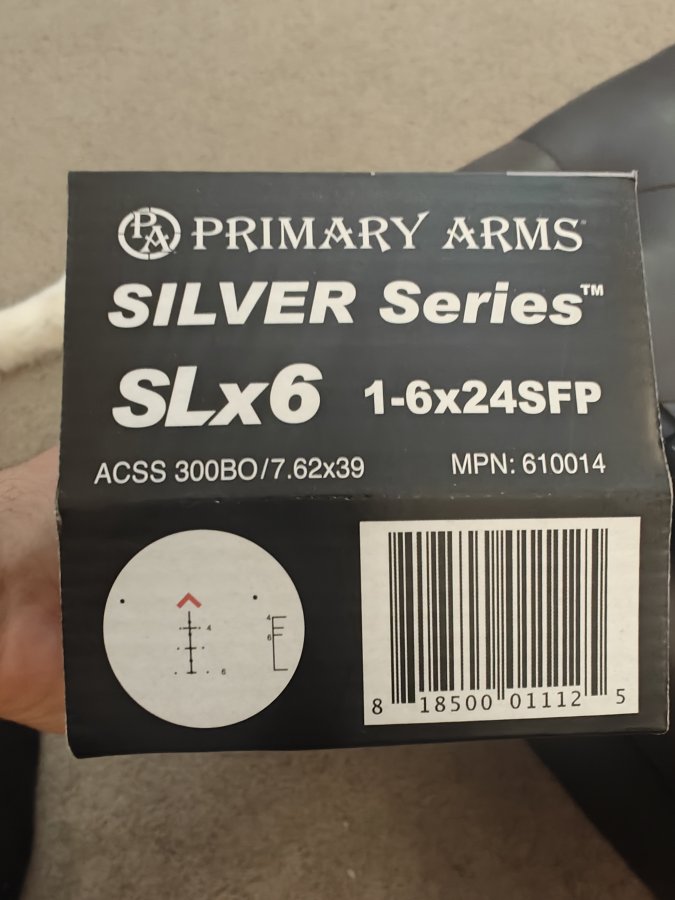 PA PRIMARY ARMS
SILVER Series™
SLx6 1-6x24SFP
ACSS 300BO/7.62x39 MPN: 610014
4
4
6
6
8 18500 01112 5